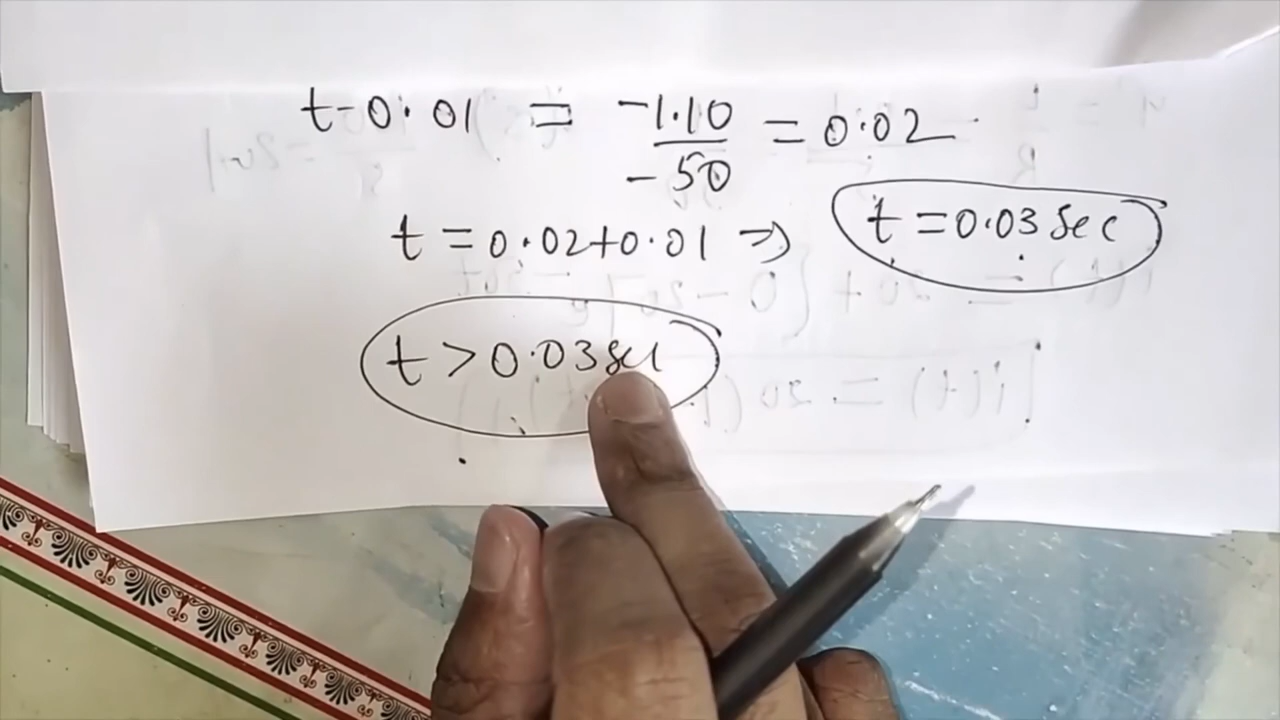 t-0.01 = -1.10/-50 = 0.02
t = 0.02+0.01 ⇒ t = 0.03 sec
t > 0.03 sec